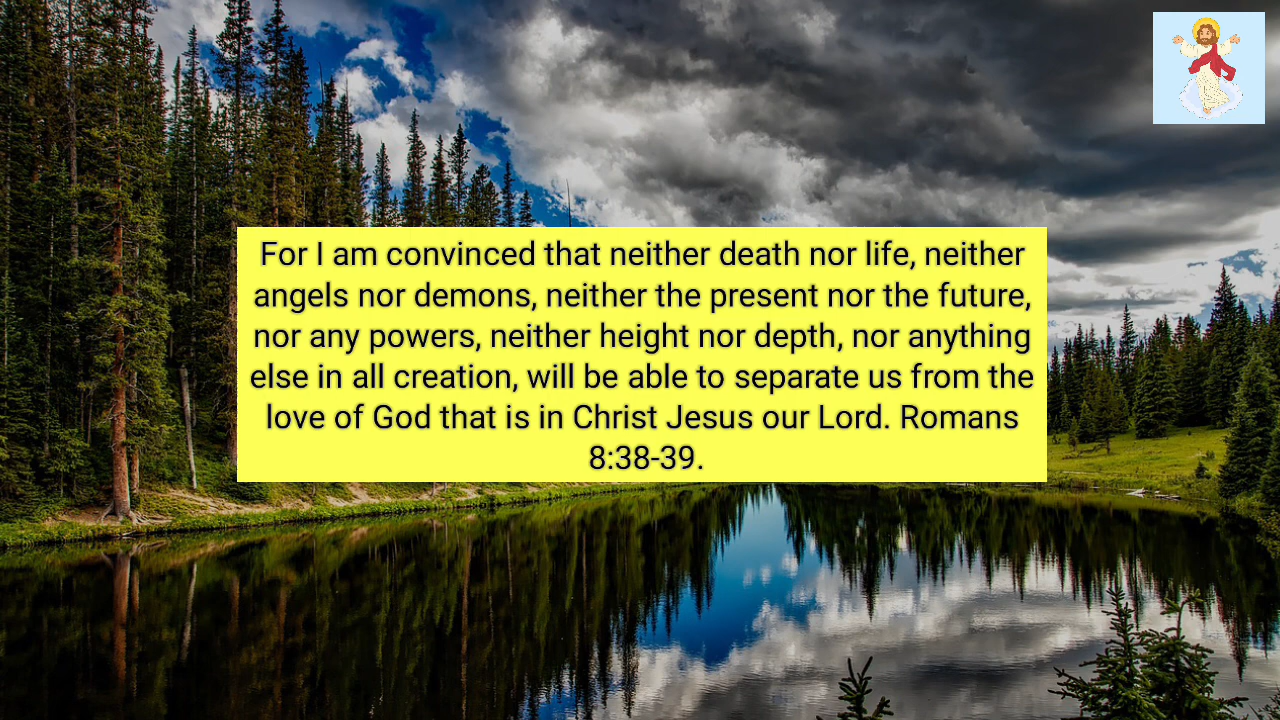 For I am convinced that neither death nor life, neither
angels nor demons, neither the present nor the future,
nor any powers, neither height nor depth, nor anything
else in all creation, will be able to separate us from the
love of God that is in Christ Jesus our Lord. Romans
8:38-39.